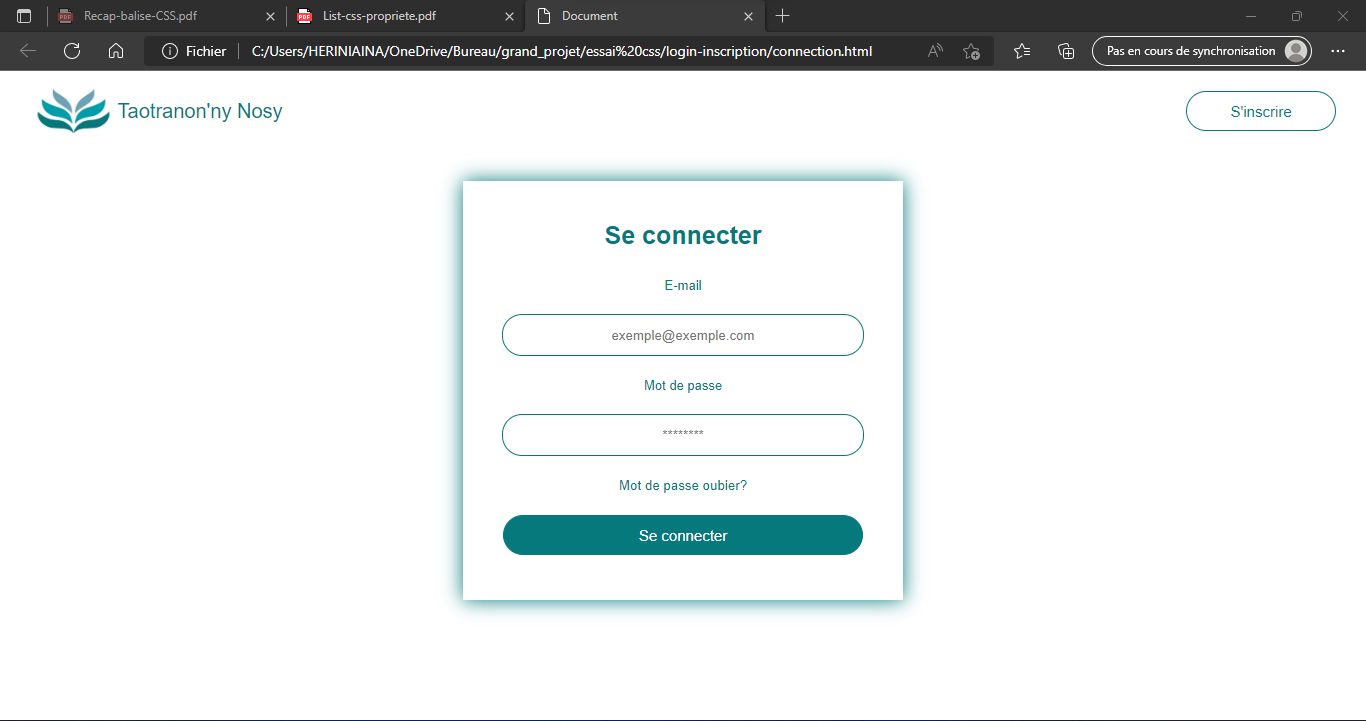 Recap-balise-CSS.pdf
List-css-propriete.pdf
Document
Fichier
C:/Users/HERINIAINA/OneDrive/Bureau/grand_projet/essai%20css/login-inscription/connection.html
Pas en cours de synchronisation
Taotranon'ny Nosy
S'inscrire
Se connecter
E-mail
exemple@exemple.com
Mot de passe
********
Mot de passe oubier?
Se connecter